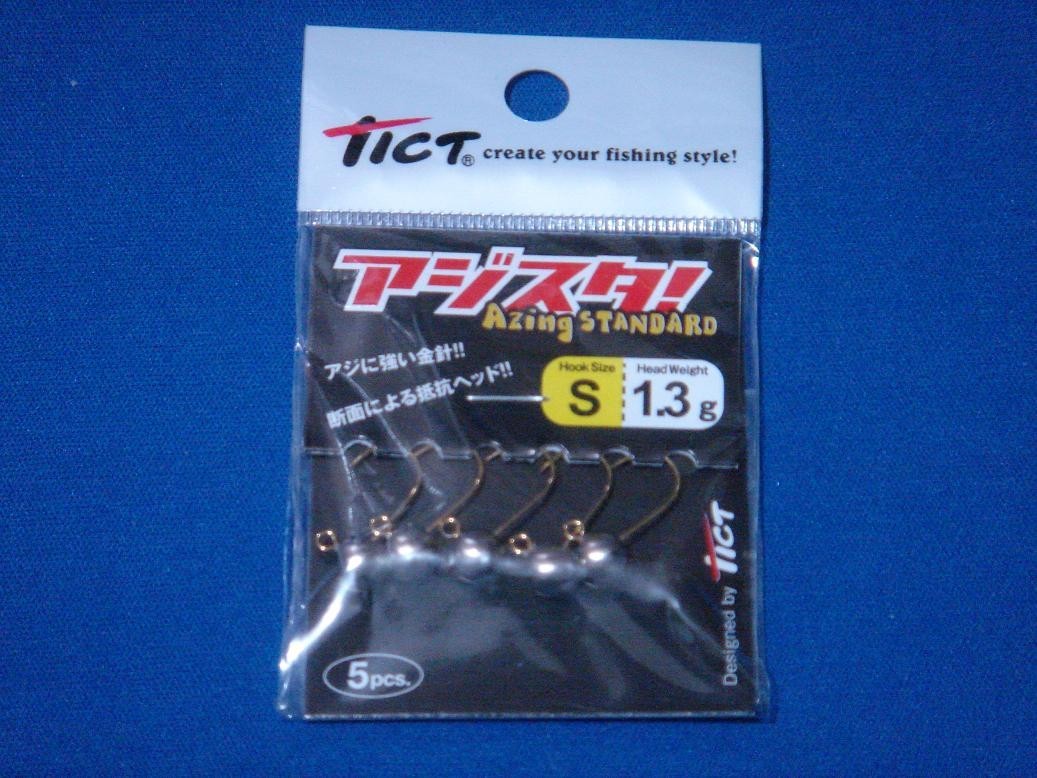 TICT® create your fishing style!
アジスタ!
Azing STANDARD
アジに強い金針!!
断面による抵抗ヘッド!!
Hook Size
S
Head Weight
1.3g
Designed by TICT
5pcs.